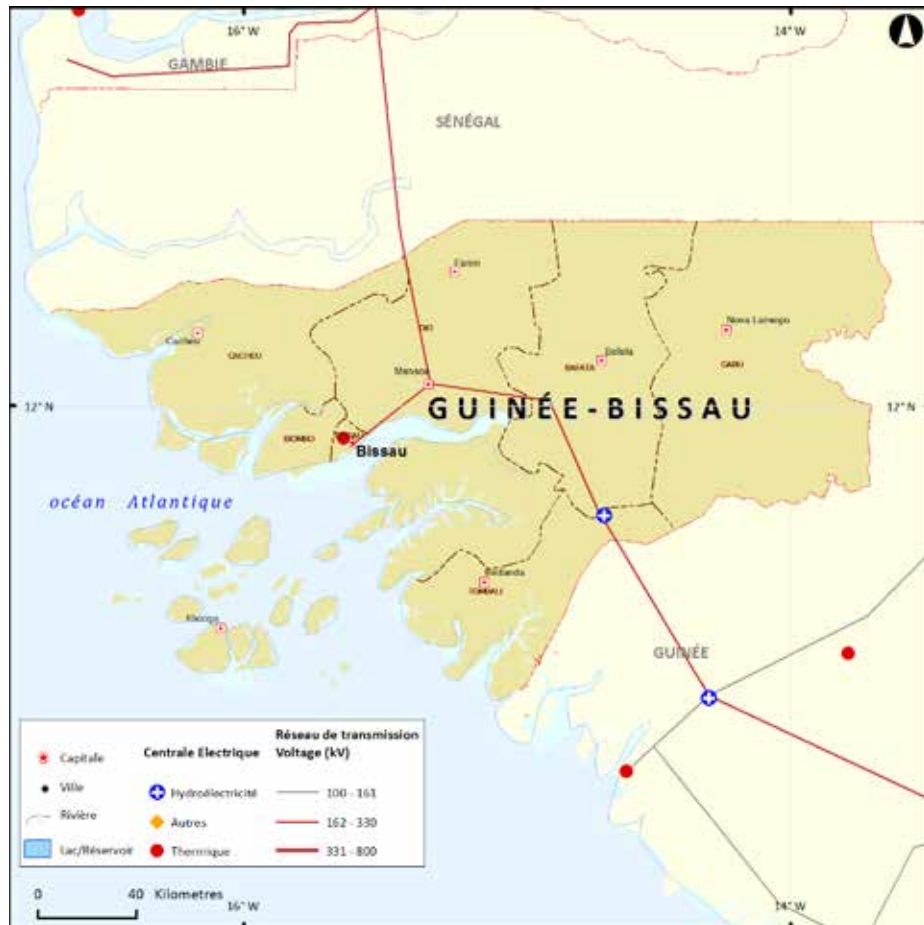 16° W
14° W
GAMBIE
SÉNÉGAL
Farim
Cacheu
CACHEU
OIO
Nova Lamego
Bafata
BAFATA
GABU
Mansoa
12° N
GUINÉE-BISSAU
12° N
BIOMBO
Bissau
océan Atlantique
Bedanda
TOMBALI
GUINÉE
Capitale
Ville
Rivière
Lac/Réservoir
Centrale Electrique
Hydroélectricité
Autres
Thermique
Réseau de transmission
Voltage (kV)
100 - 161
162 - 330
331 - 800
0 40 Kilometres
16° W
14° W